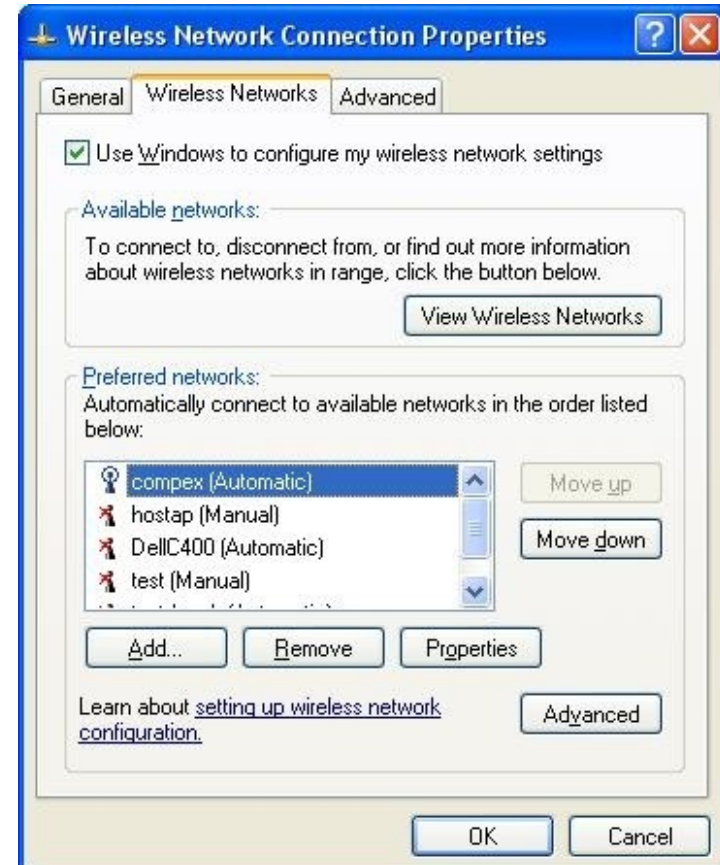 Wireless Network Connection Properties
General Wireless Networks Advanced
Use Windows to configure my wireless network settings
Available networks:
To connect to, disconnect from, or find out more information
about wireless networks in range, click the button below.
View Wireless Networks
Preferred networks:
Automatically connect to available networks in the order listed
below:
compex (Automatic)
Move up
hostap (Manual)
DellC400 (Automatic)
Move down
test (Manual)
Add... Remove Properties
Learn about setting up wireless network
configuration.
Advanced
OK Cancel